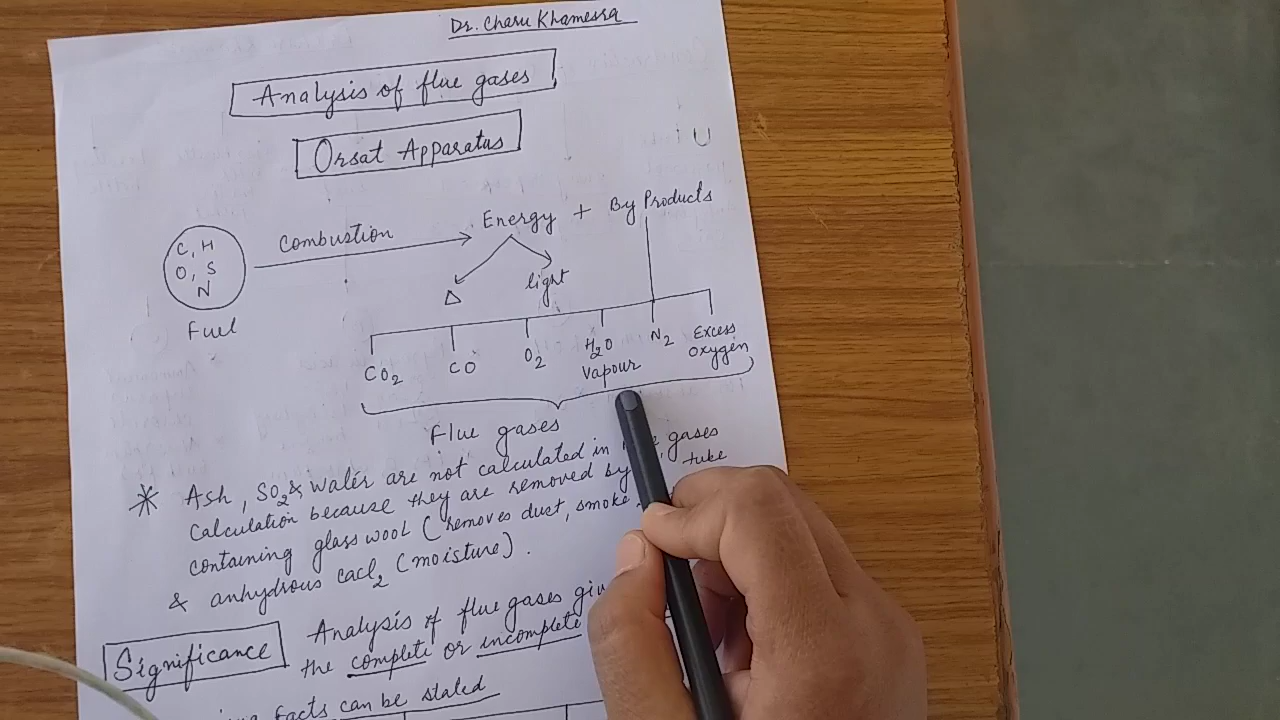 Dr. Charu Khamesra
Analysis of flue gases
Orsat Apparatus
C, H
O, S
N
Fuel
Combustion
Energy + By Products
△
light
CO2
CO
O2
H2O
Vapour
N2
Excess
Oxygen
Flue gases
* Ash, SO2 & water are not calculated in gases
calculation because they are removed by tube
containing glass wool (removes dust, smoke
& anhydrous CaCl2 (moisture).
Significance
Analysis of flue gases
the complete or incomplete
facts can be stated